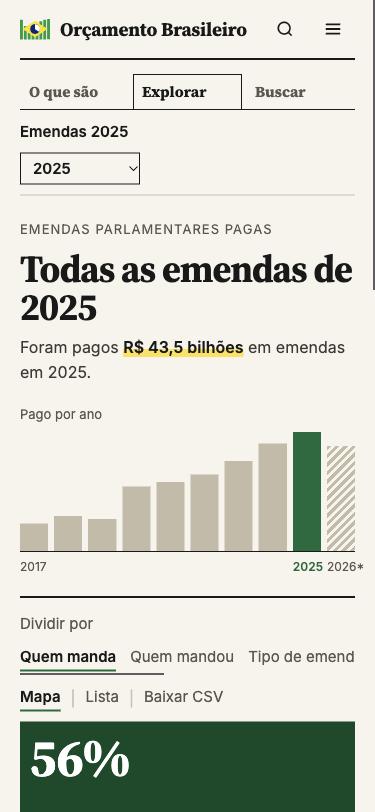 Orçamento Brasileiro
O que são
Explorar
Buscar
Emendas 2025
2025
EMENDAS PARLAMENTARES PAGAS
Todas as emendas de
2025
Foram pagos R$ 43,5 bilhões em emendas
em 2025.
Pago por ano
2017 2025 2026*
Dividir por
Quem manda Quem mandou Tipo de emend
Mapa | Lista | Baixar CSV
56%